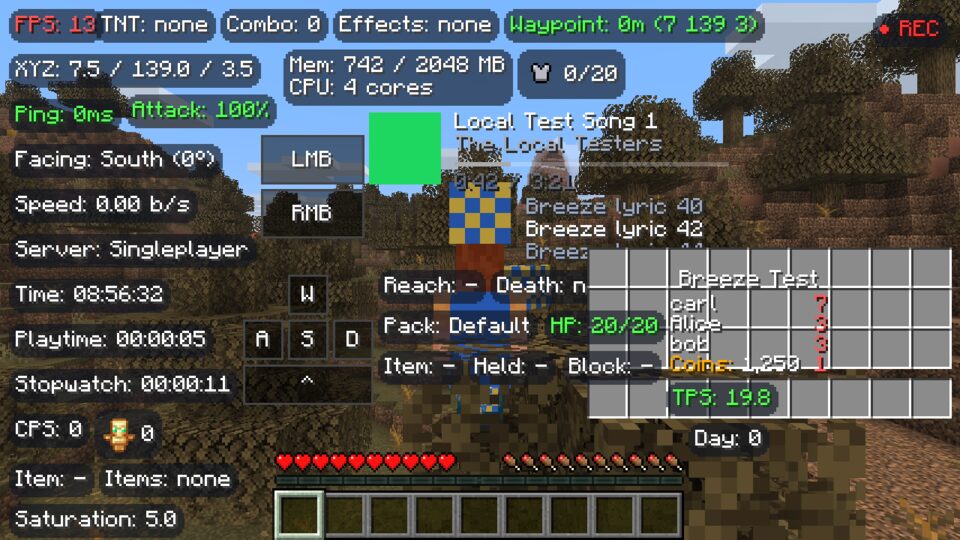 FPS: 13 TNT: none Combo: 0 Effects: none Waypoint: 0m (7 139 3) REC
XYZ: 7.5 / 139.0 / 3.5
Mem: 742 / 2048 MB
CPU: 4 cores
0/20
Ping: 0ms Attack: 100%
Local Test Song 1
The Local Testers
0:42 / 3:21
Facing: South (0°)
LMB
Speed: 0.00 b/s
RMB
Breeze lyric 40
Breeze lyric 42
Breeze
Server: Singleplayer
Time: 08:56:32
W
Reach: - Death: n
Breeze Test
carl 7
Alice 3
bob 3
Coins: 1,250 1
Playtime: 00:00:05
A S D
Pack: Default HP: 20/20
Item: - Held: - Block: -
Stopwatch: 00:00:11
^
TPS: 19.8
CPS: 0
0
Day: 0
Item: - Items: none
Saturation: 5.0